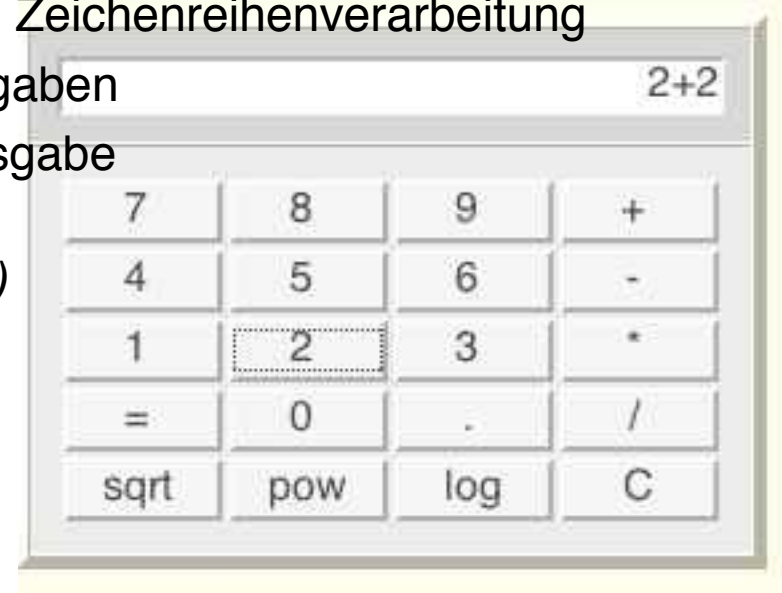 Zeichenreihenverarbeitung
gaben
2+2
sgabe
7 8 9 +
)
4 5 6 -
1 2 3 *
= 0 . /
sqrt pow log C